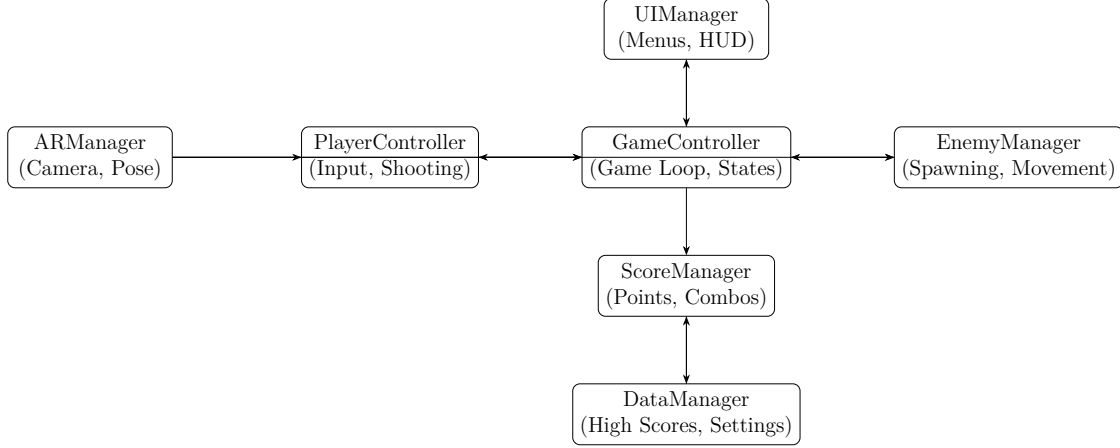 UIManager
(Menus, HUD)
ARManager
(Camera, Pose)
PlayerController
(Input, Shooting)
GameController
(Game Loop, States)
EnemyManager
(Spawning, Movement)
ScoreManager
(Points, Combos)
DataManager
(High Scores, Settings)